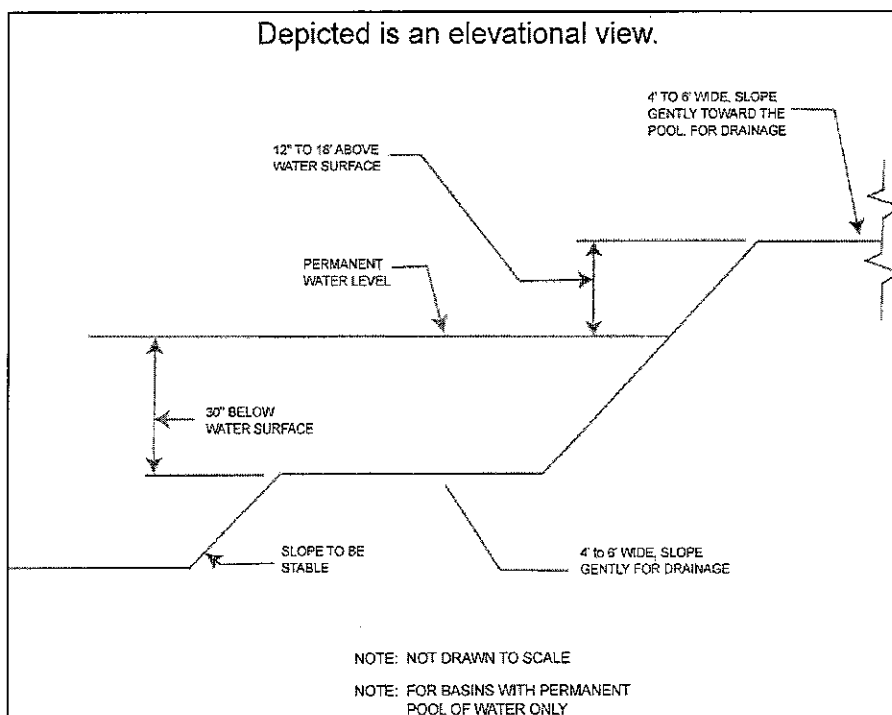 Depicted is an elevational view.
4' TO 6' WIDE, SLOPE
GENTLY TOWARD THE
POOL. FOR DRAINAGE
12" TO 18' ABOVE
WATER SURFACE
PERMANENT
WATER LEVEL
30" BELOW
WATER SURFACE
SLOPE TO BE
STABLE
4' to 6' WIDE, SLOPE
GENTLY FOR DRAINAGE
NOTE: NOT DRAWN TO SCALE
NOTE: FOR BASINS WITH PERMANENT
POOL OF WATER ONLY